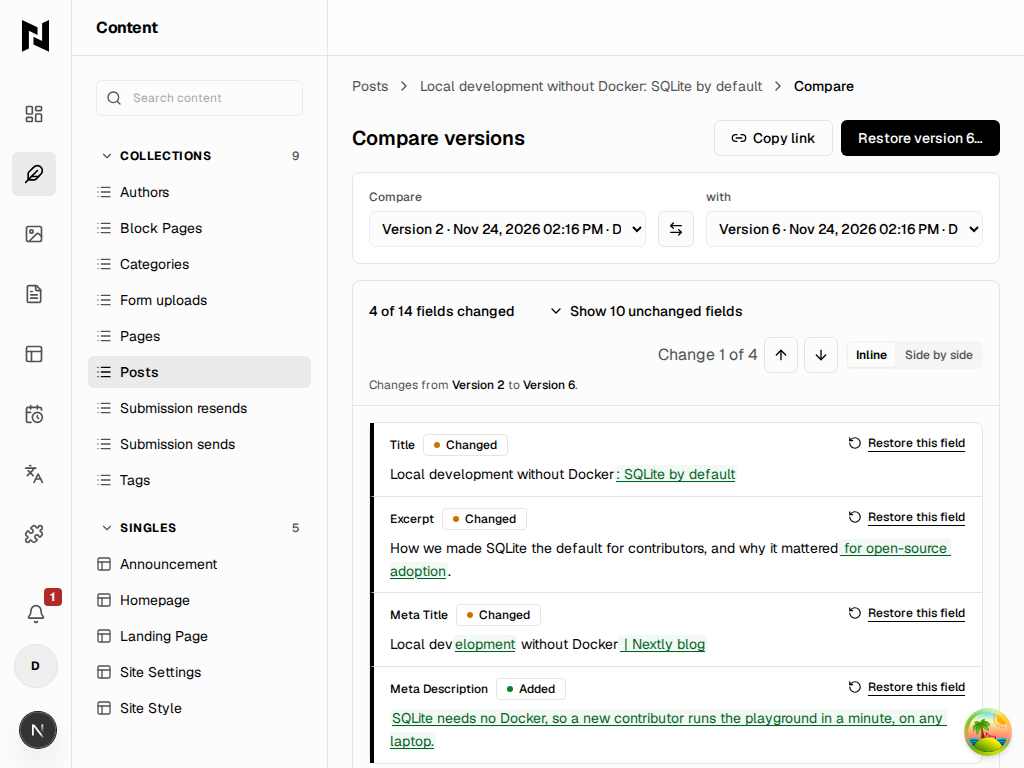 Content
Search content
COLLECTIONS 9
Authors
Block Pages
Categories
Form uploads
Pages
Posts
Submission resends
Submission sends
Tags
SINGLES 5
Announcement
Homepage
Landing Page
Site Settings
Site Style
1
D
N
Posts > Local development without Docker: SQLite by default > Compare
Compare versions
Copy link
Restore version 6…
Compare
Version 2 · Nov 24, 2026 02:16 PM · D
with
Version 6 · Nov 24, 2026 02:16 PM · D
4 of 14 fields changed
Show 10 unchanged fields
Change 1 of 4
Inline
Side by side
Changes from Version 2 to Version 6.
Title Changed Restore this field
Local development without Docker: SQLite by default
Excerpt Changed Restore this field
How we made SQLite the default for contributors, and why it mattered for open-source
adoption.
Meta Title Changed Restore this field
Local development without Docker | Nextly blog
Meta Description Added Restore this field
SQLite needs no Docker, so a new contributor runs the playground in a minute, on any
laptop.